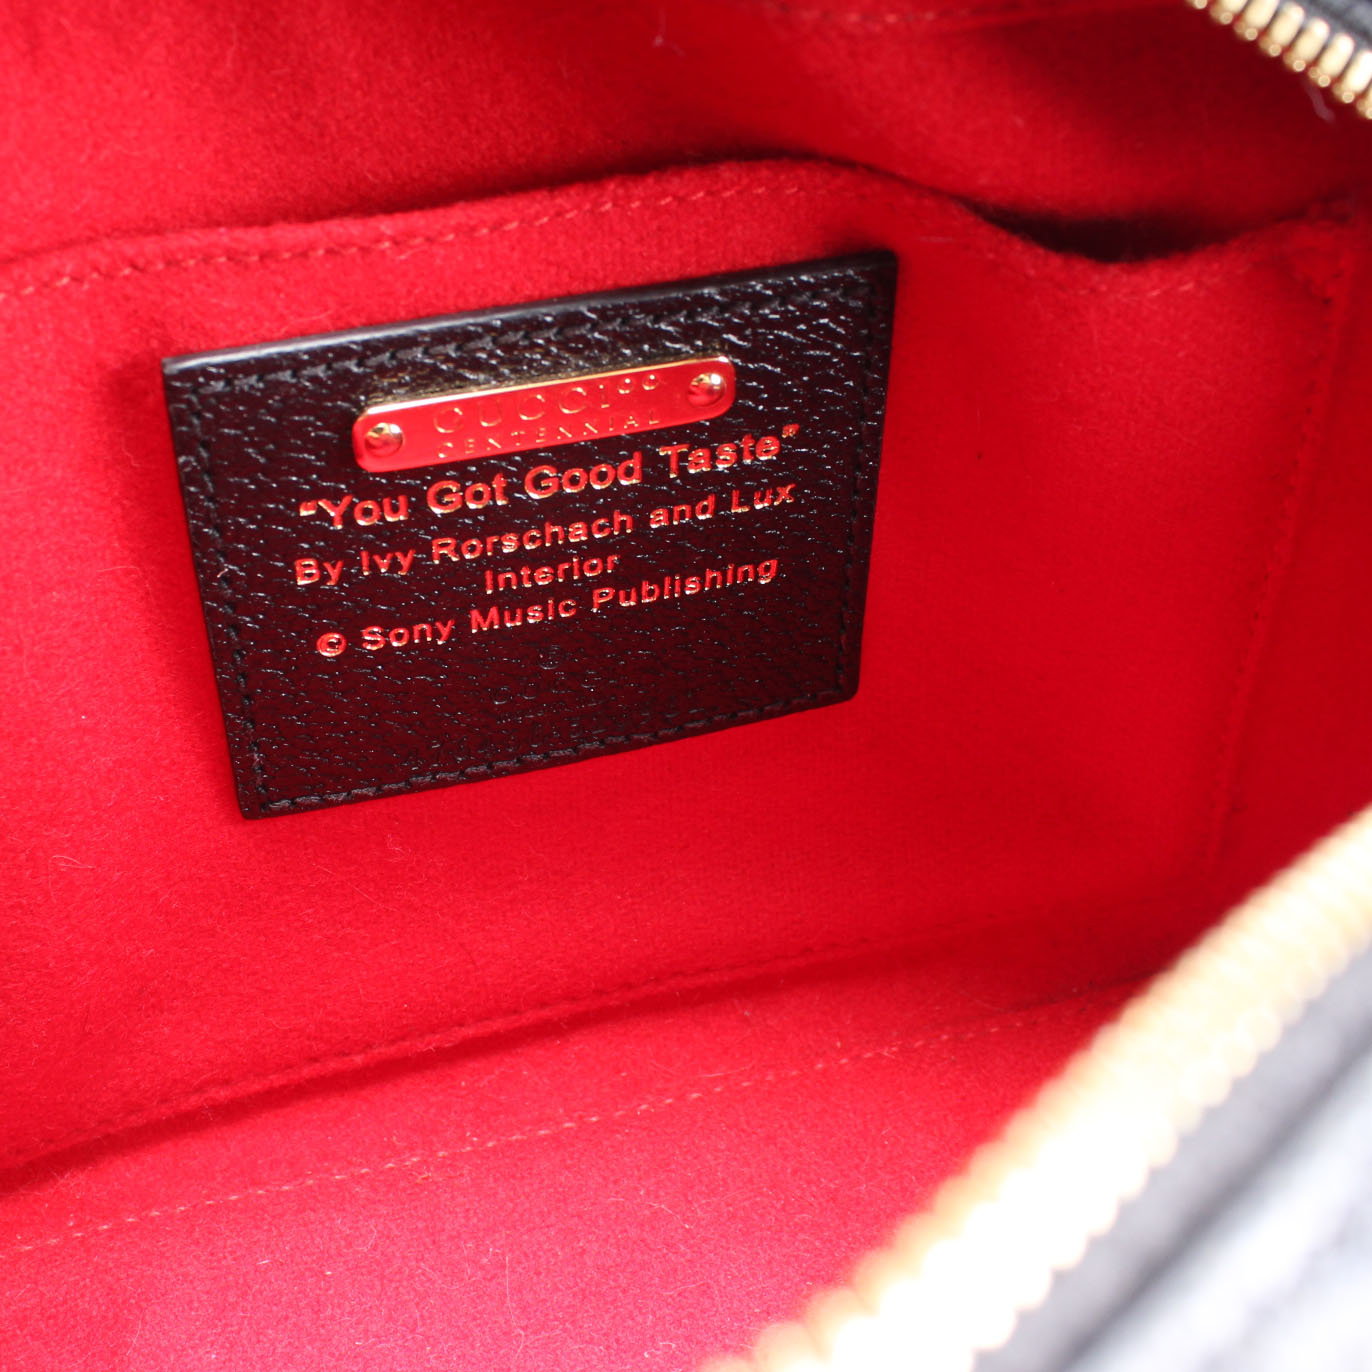 GUCCI100
CENTENNIAL
“You Got Good Taste”
By Ivy Rorschach and Lux
Interior
© Sony Music Publishing